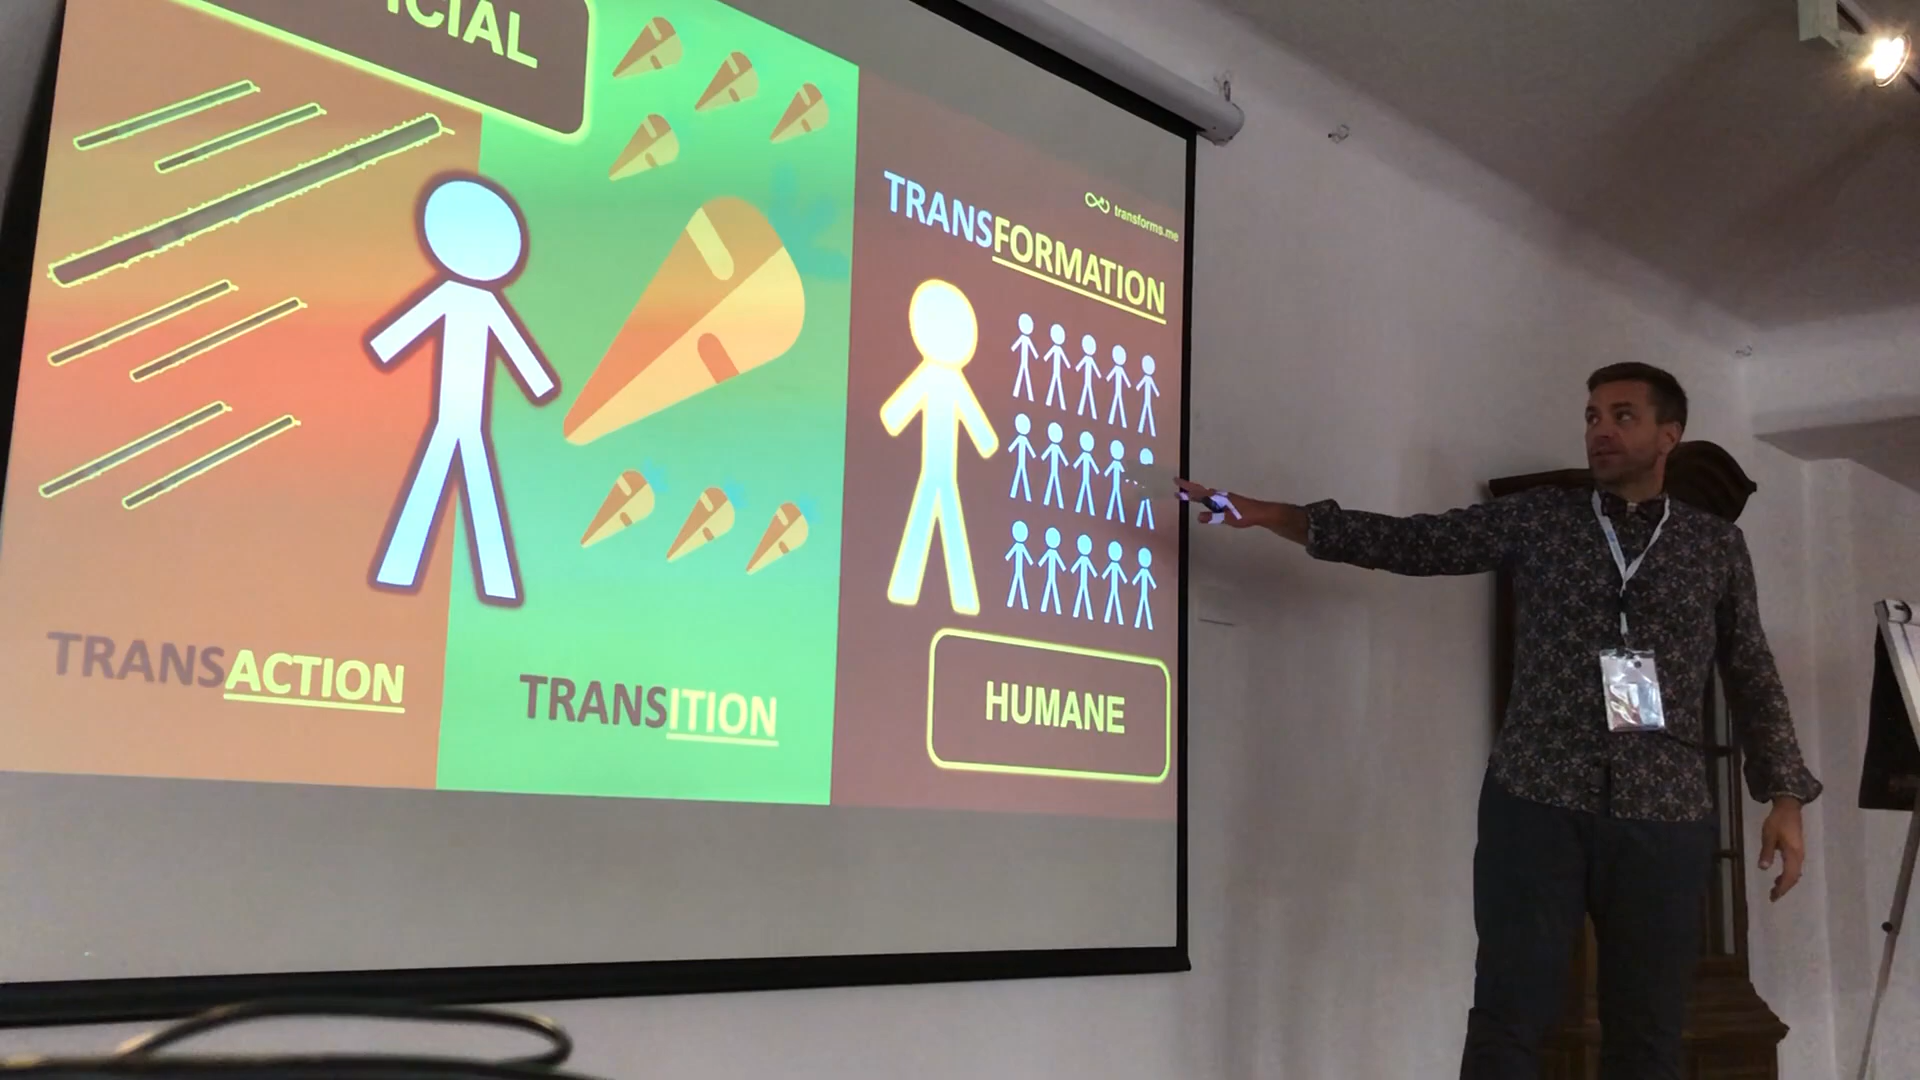 ICIAL
transforms.me
TRANSFORMATION
TRANSACTION
TRANSITION
HUMANE